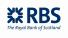 RBS
The Royal Bank of Scotland